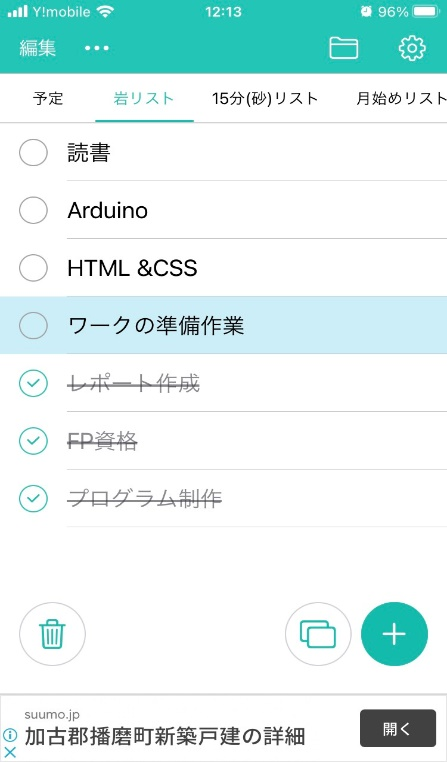 Y!mobile 12:13 96%
編集 •••
予定 岩リスト 15分(砂)リスト 月始めリスト
読書
Arduino
HTML &CSS
ワークの準備作業
レポート作成
FP資格
プログラム制作
suumo.jp
加古郡播磨町新築戸建の詳細
開く